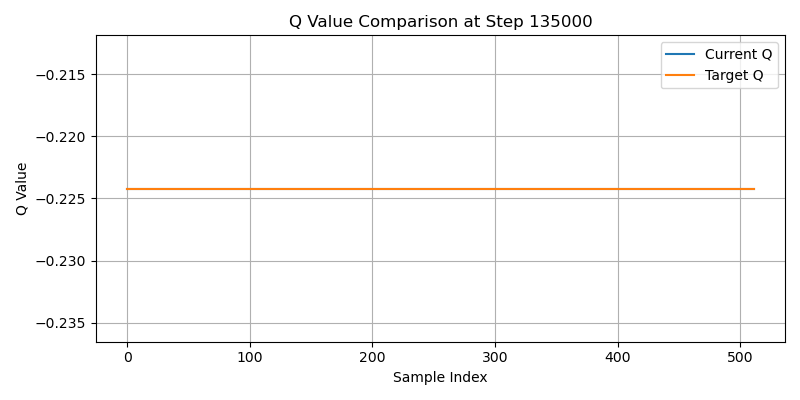 Q Value Comparison at Step 135000
Current Q
Target Q
−0.215
−0.220
−0.225
−0.230
−0.235
Q Value
0 100 200 300 400 500
Sample Index